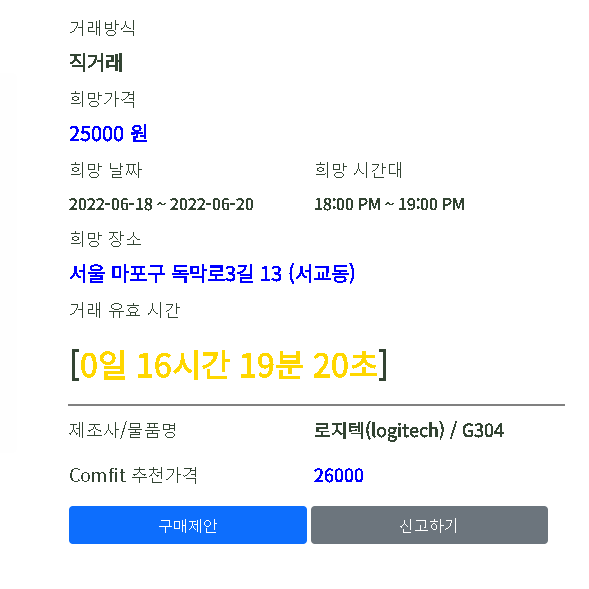 거래방식
직거래
희망가격
25000 원
희망 날짜 희망 시간대
2022-06-18 ~ 2022-06-20 18:00 PM ~ 19:00 PM
희망 장소
서울 마포구 독막로3길 13 (서교동)
거래 유효 시간
[0일 16시간 19분 20초]
제조사/물품명 로지텍(logitech) / G304
Comfit 추천가격 26000
구매제안 신고하기